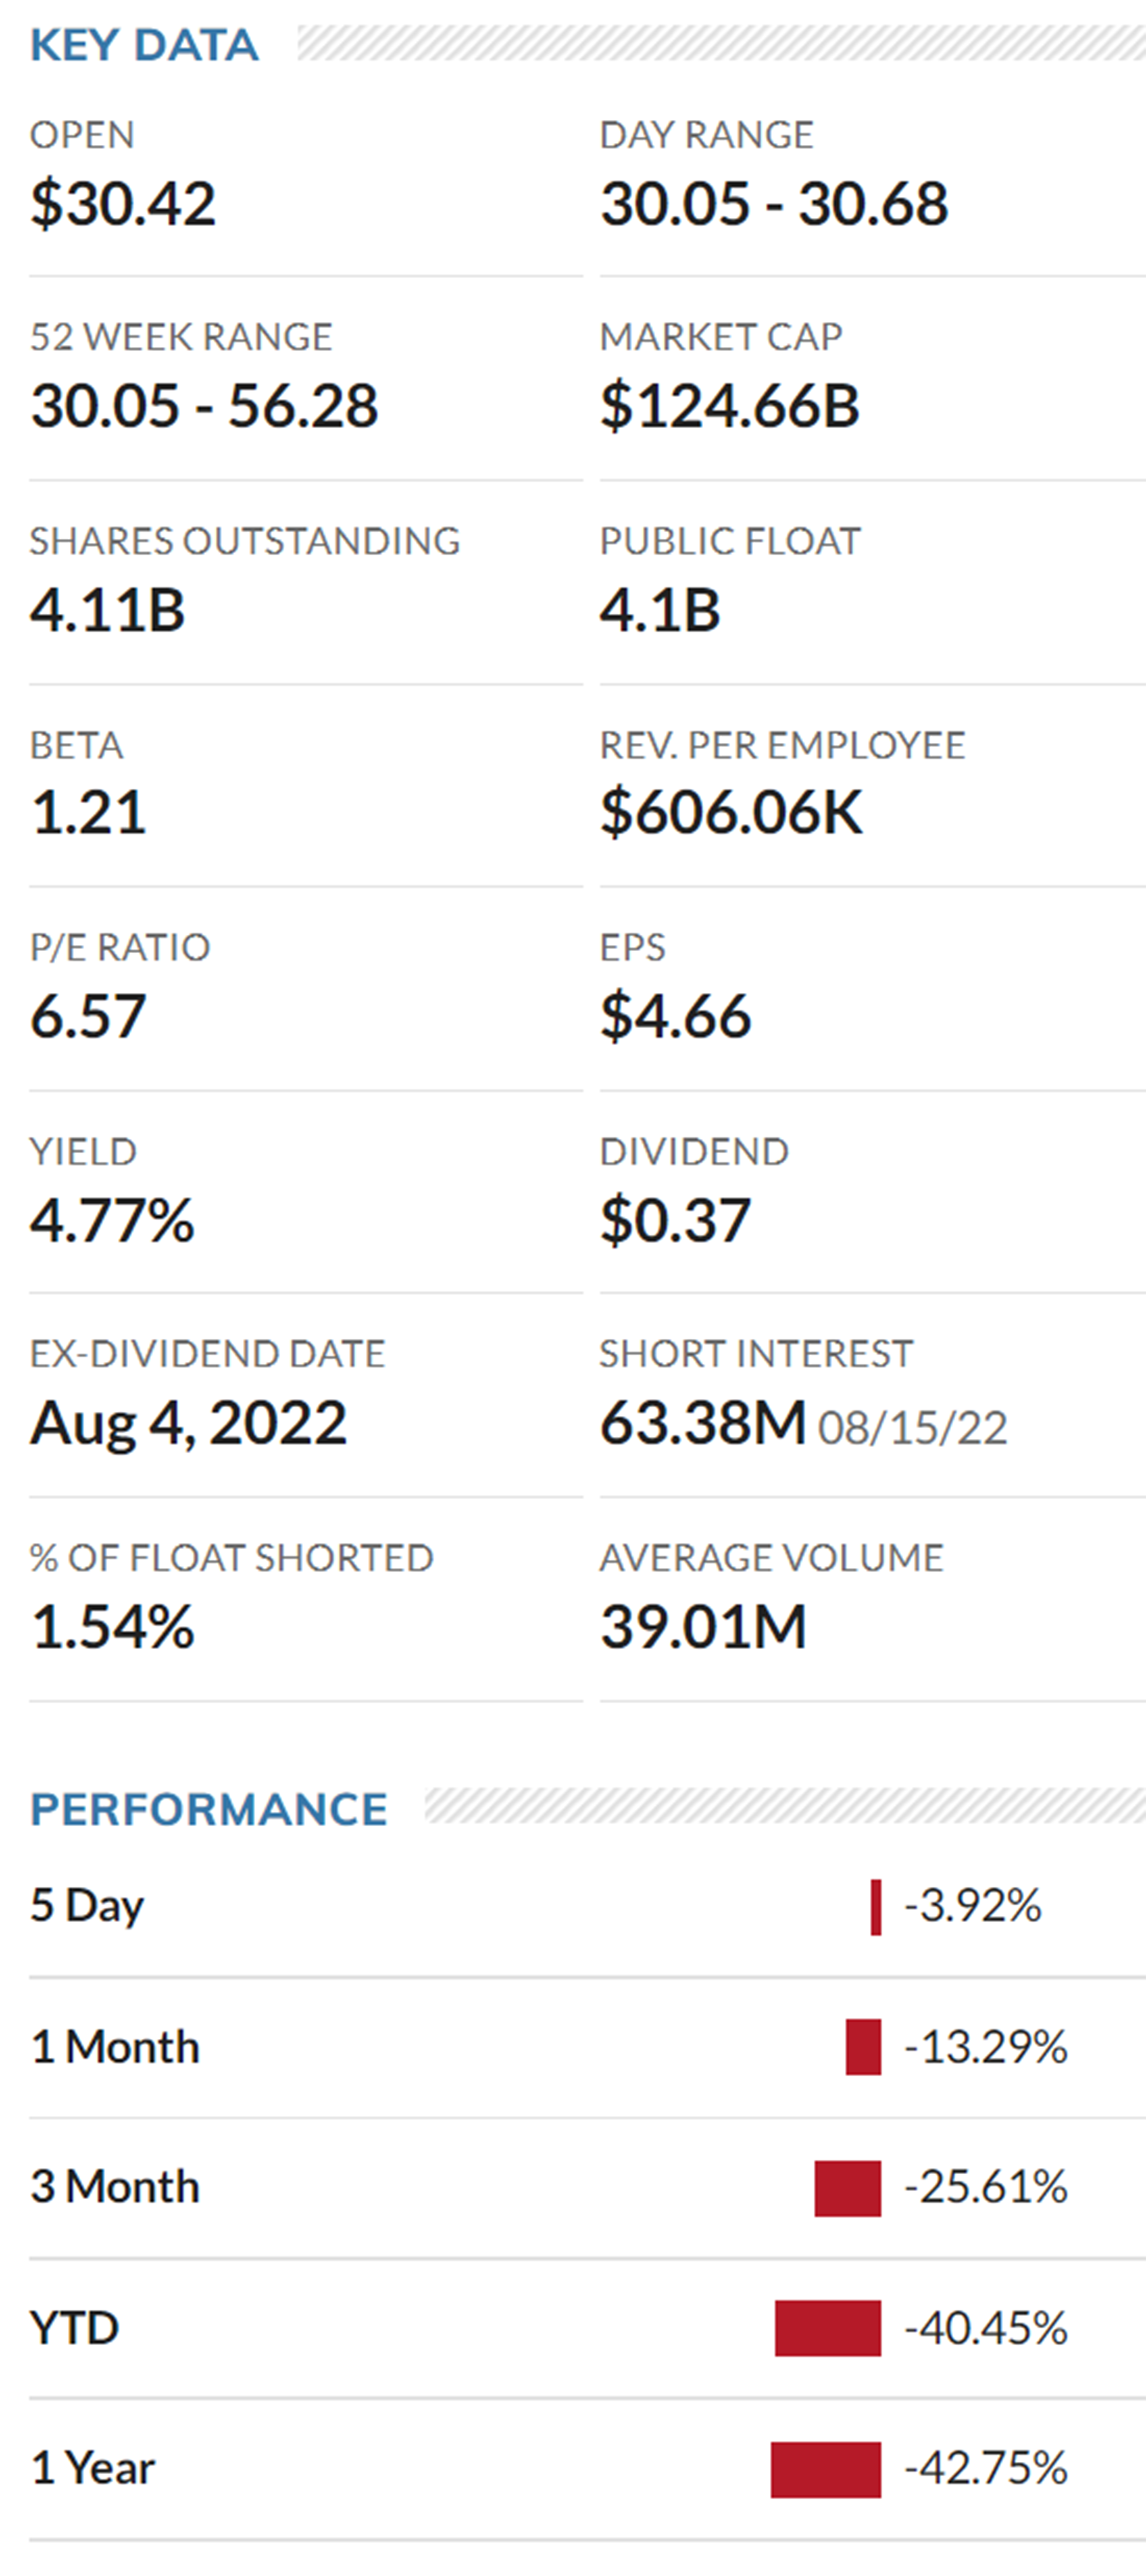 KEY DATA
OPEN
$30.42
DAY RANGE
30.05 - 30.68
52 WEEK RANGE
30.05 - 56.28
MARKET CAP
$124.66B
SHARES OUTSTANDING
4.11B
PUBLIC FLOAT
4.1B
BETA
1.21
REV. PER EMPLOYEE
$606.06K
P/E RATIO
6.57
EPS
$4.66
YIELD
4.77%
DIVIDEND
$0.37
EX-DIVIDEND DATE
Aug 4, 2022
SHORT INTEREST
63.38M 08/15/22
% OF FLOAT SHORTED
1.54%
AVERAGE VOLUME
39.01M
PERFORMANCE
5 Day -3.92%
1 Month -13.29%
3 Month -25.61%
YTD -40.45%
1 Year -42.75%